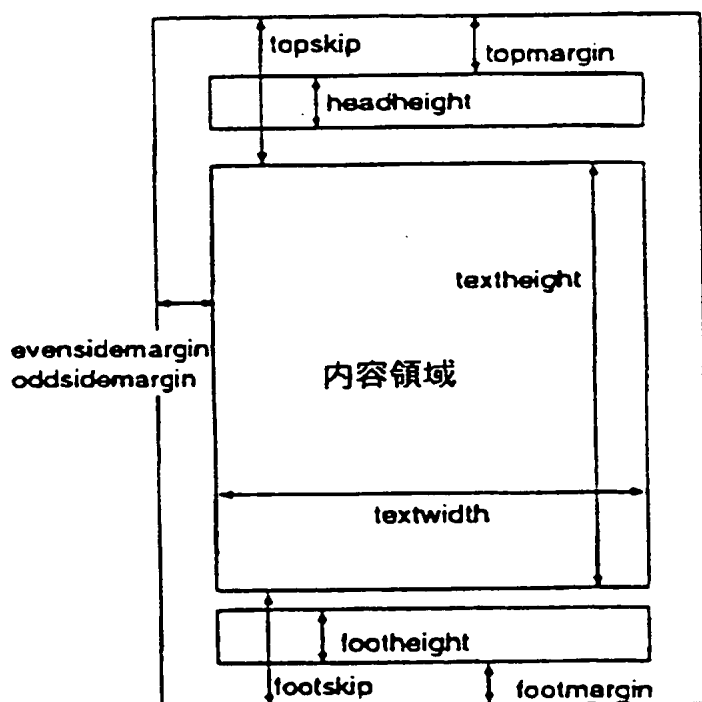 topskip
topmargin
headheight
textheight
evensidemargin
oddsidemargin
内容領域
textwidth
footheight
footskip
footmargin